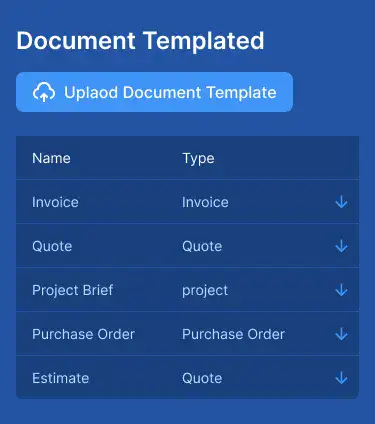 Document Templated
Uplaod Document Template
Name Type
Invoice Invoice
Quote Quote
Project Brief project
Purchase Order Purchase Order
Estimate Quote